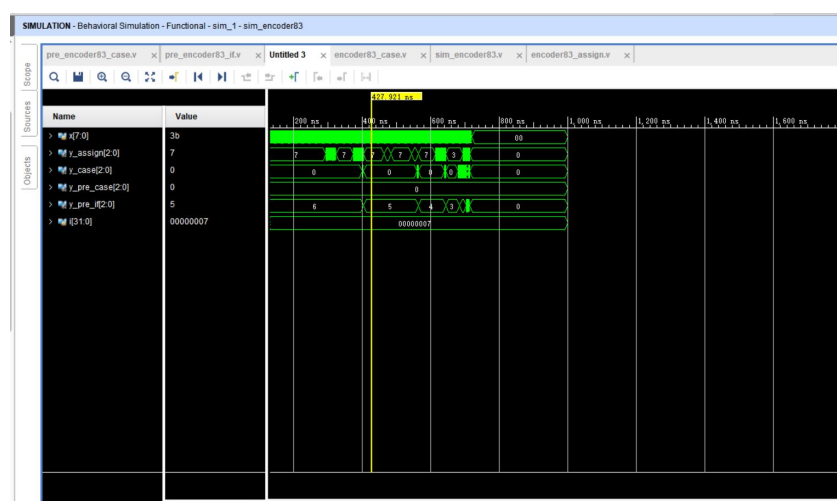 SIMULATION - Behavioral Simulation - Functional - sim_1 - sim_encoder83
pre_encoder83_case.v × pre_encoder83_if.v × Untitled 3 × encoder83_case.v × sim_encoder83.v × encoder83_assign.v ×
Scope
Sources
Objects
427.921 ns
Name Value
200 ns 400 ns 600 ns 800 ns 1,000 ns 1,200 ns 1,400 ns 1,600 ns
x[7:0] 3b 00
y_assign[2:0] 7 7 7 7 7 7 3 0
y_case[2:0] 0 0 0 0 0 0
y_pre_case[2:0] 0 0
y_pre_if[2:0] 5 6 5 4 3 0
i[31:0] 00000007 00000007